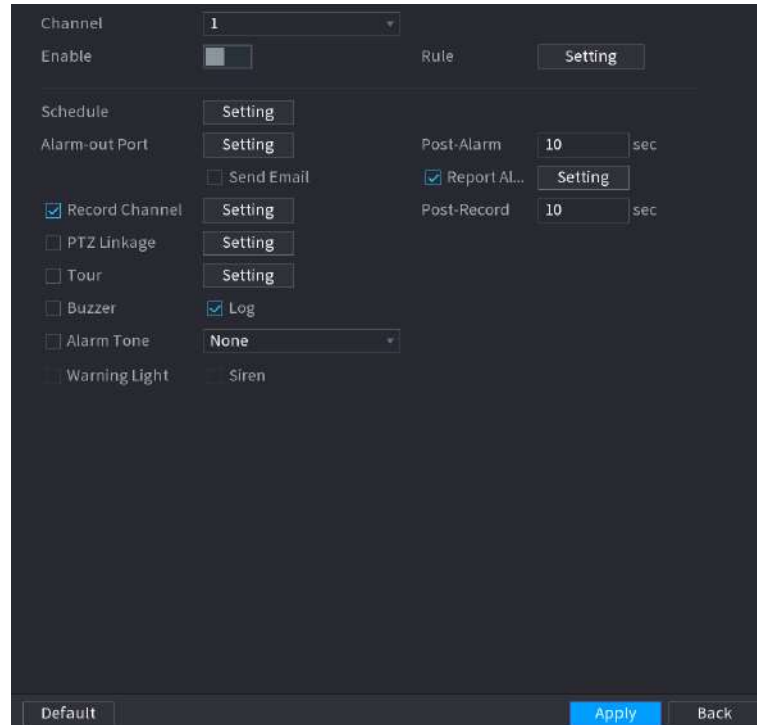 Channel 1
Enable Rule Setting
Schedule Setting
Alarm-out Port Setting Post-Alarm 10 sec
Send Email Report Al... Setting
Record Channel Setting Post-Record 10 sec
PTZ Linkage Setting
Tour Setting
Buzzer Log
Alarm Tone None
Warning Light Siren
Default Apply Back